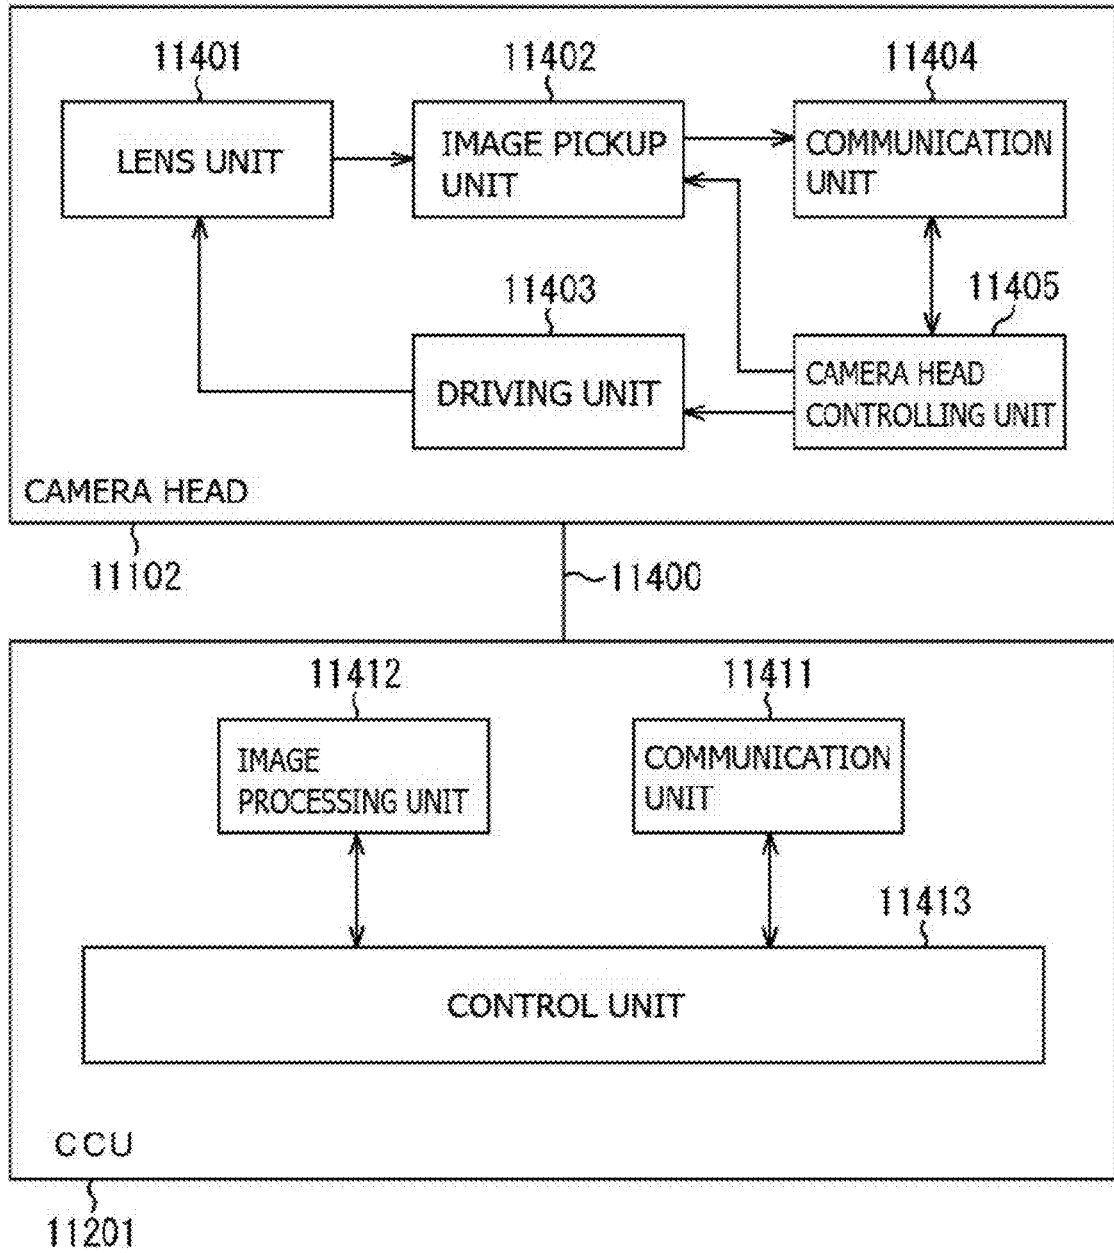 11401
11402
11404
LENS UNIT
IMAGE PICKUP
UNIT
COMMUNICATION
UNIT
11403
11405
DRIVING UNIT
CAMERA HEAD
CONTROLLING UNIT
CAMERA HEAD
11102
11400
11412
11411
IMAGE
PROCESSING UNIT
COMMUNICATION
UNIT
11413
CONTROL UNIT
CCU
11201